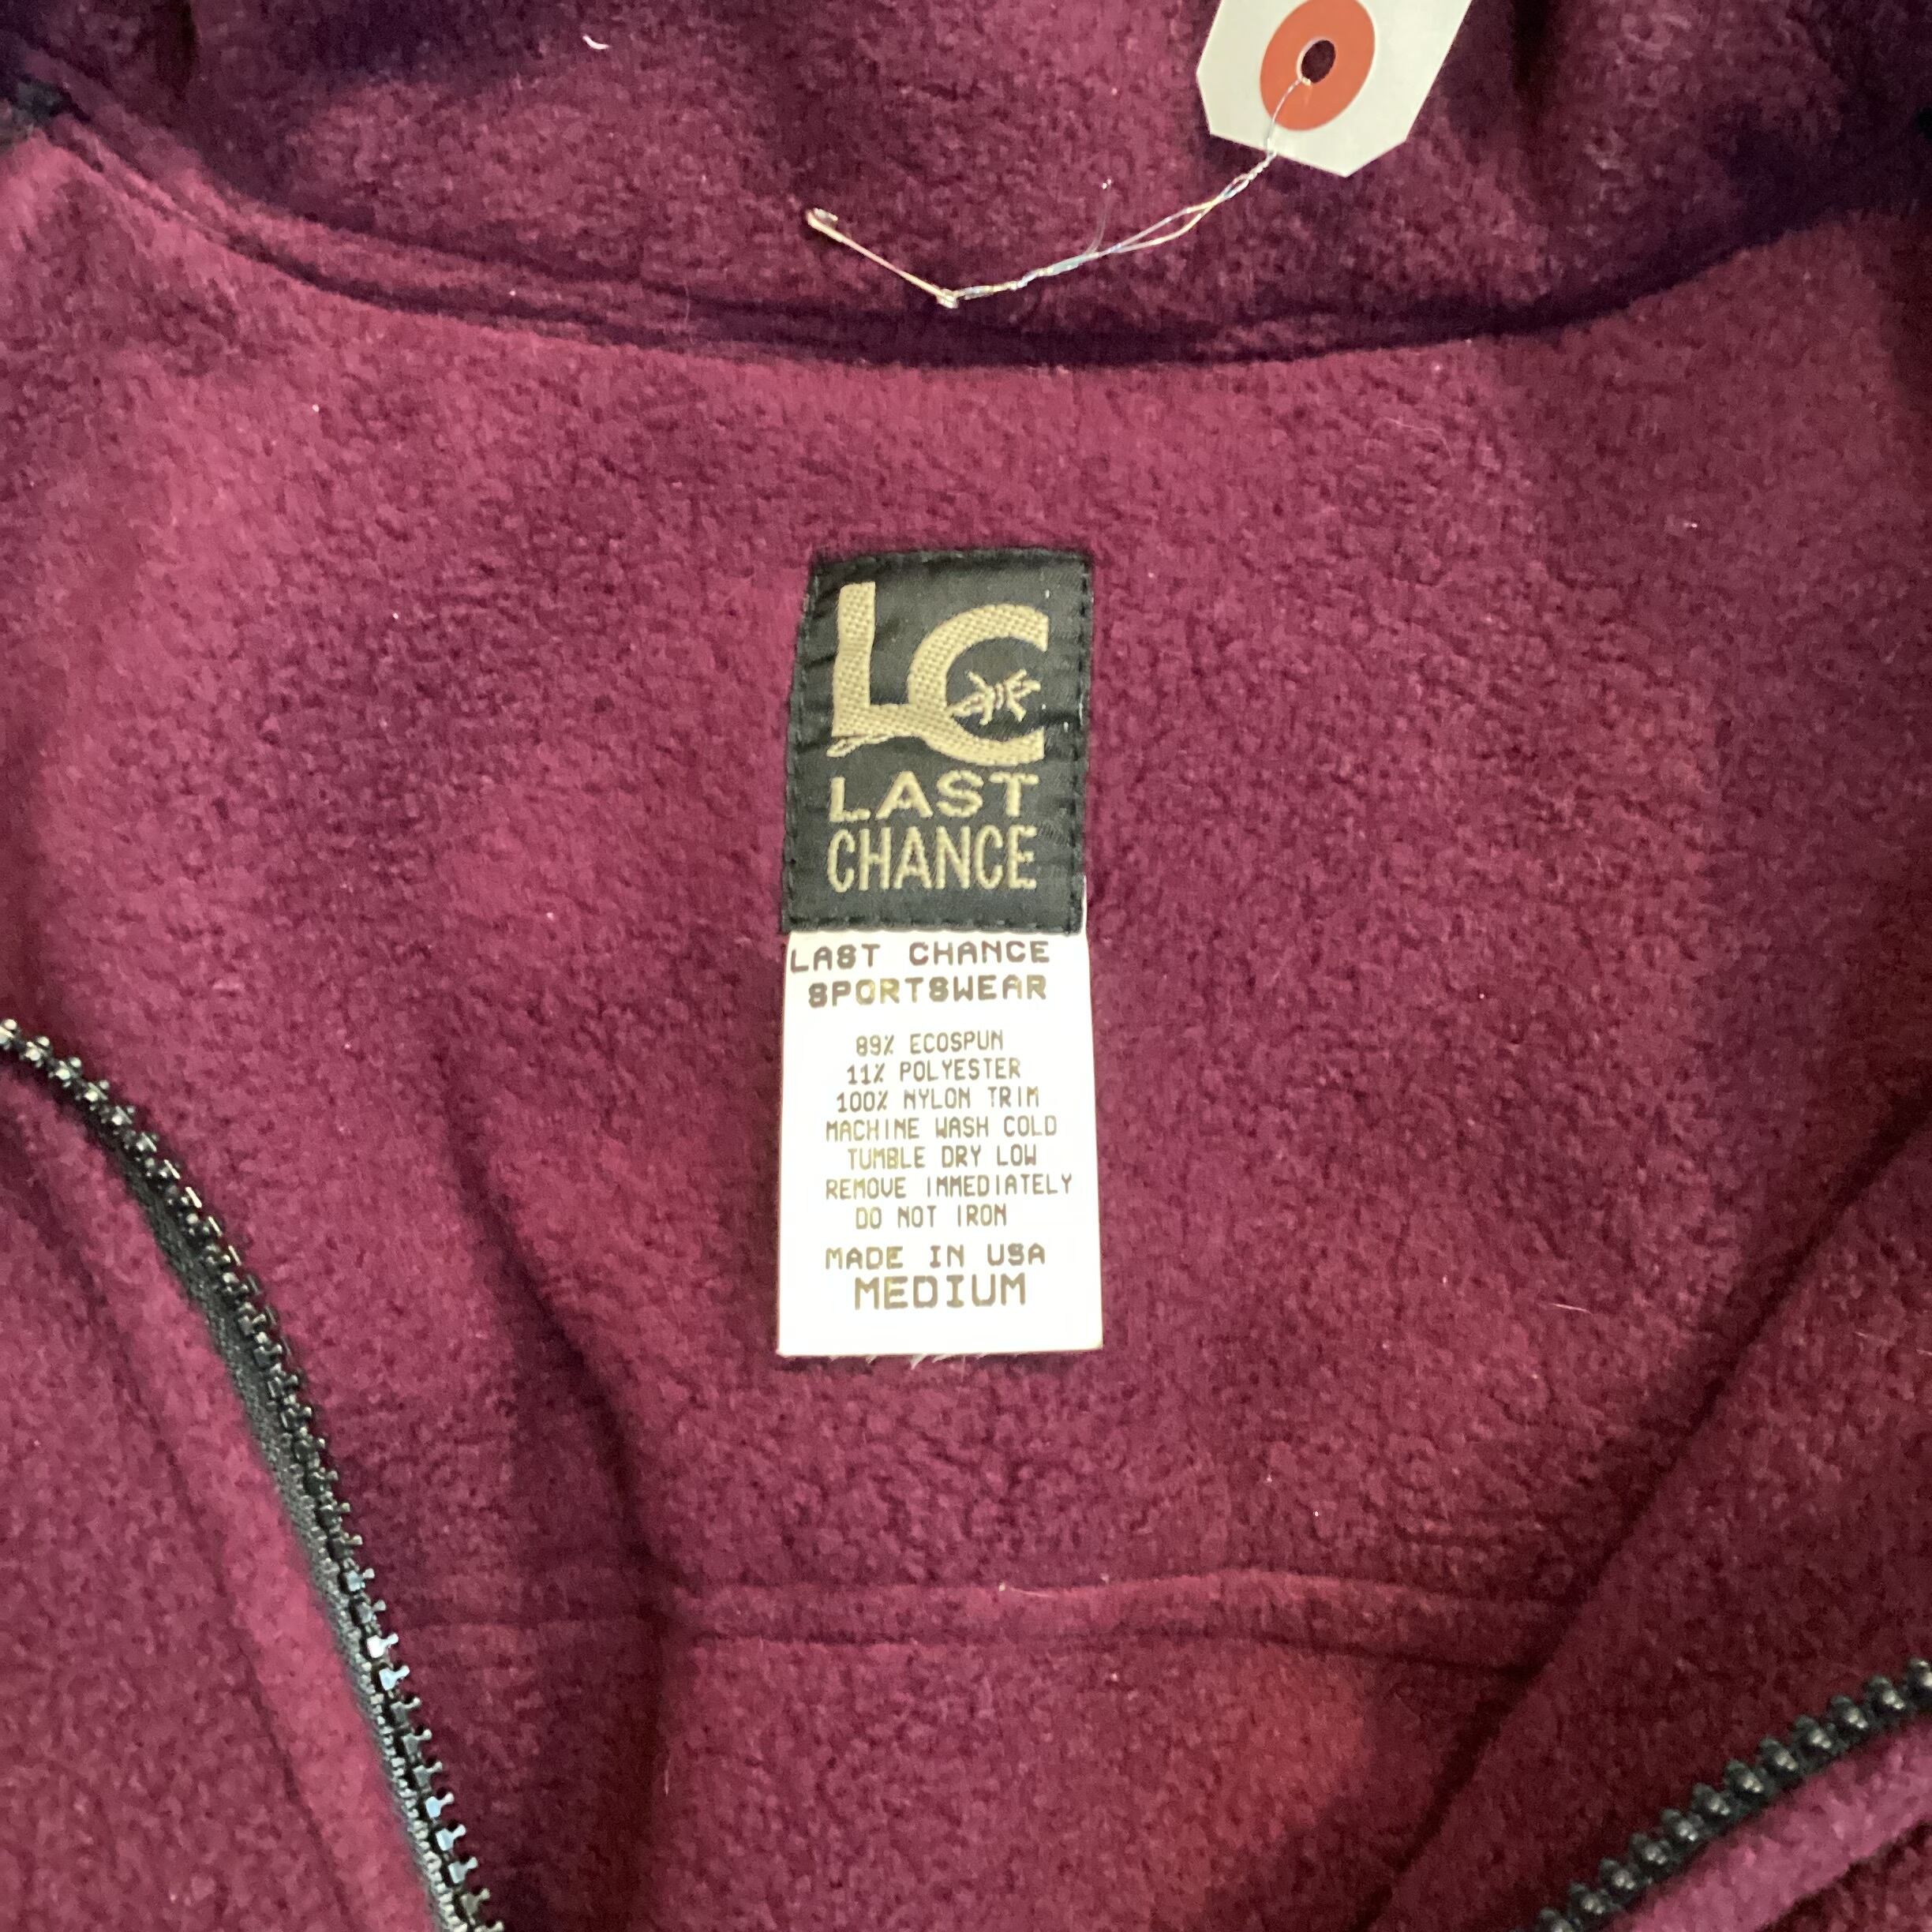 LC
LAST
CHANCE
LAST CHANCE
SPORTSWEAR
89% ECOSPUN
11% POLYESTER
100% NYLON TRIM
MACHINE WASH COLD
TUMBLE DRY LOW
REMOVE IMMEDIATELY
DO NOT IRON
MADE IN USA
MEDIUM